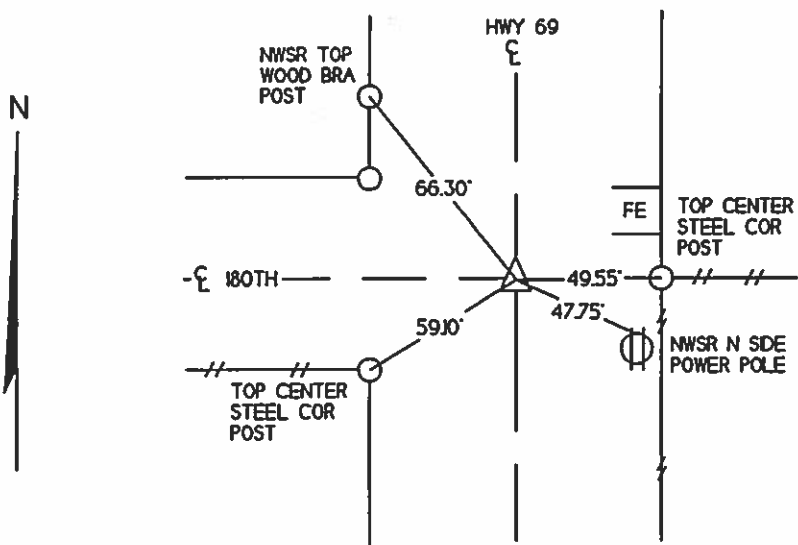 HWY 69
℄
NWSR TOP
WOOD BRA
POST
N
66.30'
FE
TOP CENTER
STEEL COR
POST
℄ 180TH
49.55'
47.75'
59.10'
NWSR N SIDE
POWER POLE
TOP CENTER
STEEL COR
POST